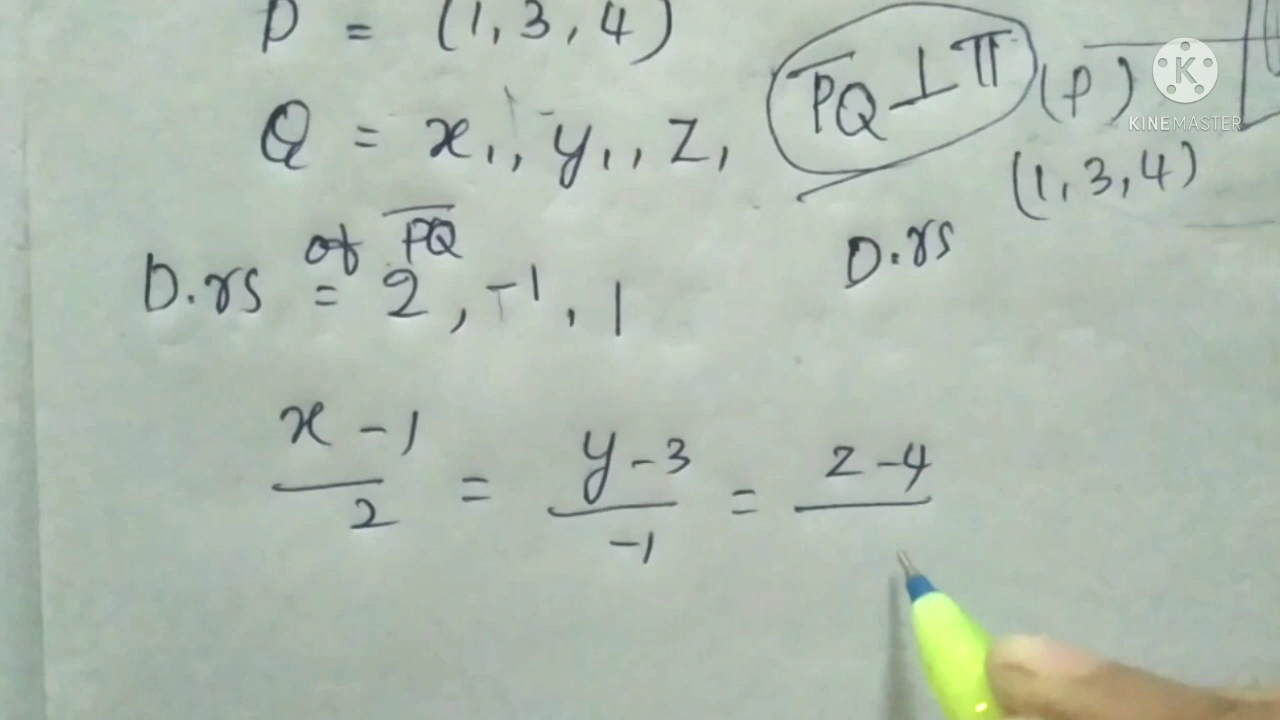 P = (1, 3, 4)
Q = x₁, y₁, z₁
PQ ⊥ π
(P)
(1, 3, 4)
KINEMASTER
D.rs of PQ = 2, -1, 1
D.rs
x - 1 / 2 = y - 3 / -1 = z - 4 /